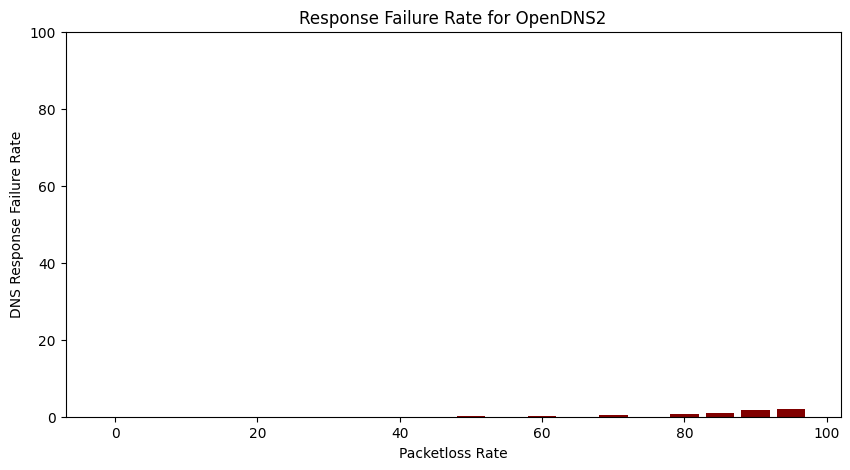 Response Failure Rate for OpenDNS2
100
80
60
40
20
0
DNS Response Failure Rate
0 20 40 60 80 100
Packetloss Rate